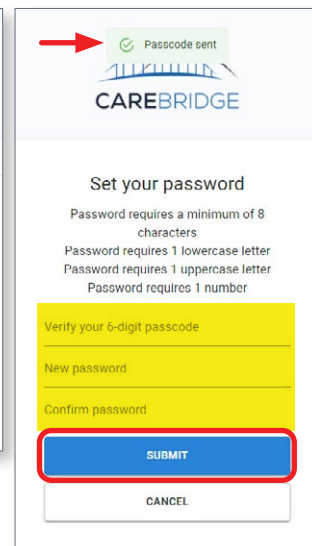 Passcode sent
CAREBRIDGE
Set your password
Password requires a minimum of 8
characters
Password requires 1 lowercase letter
Password requires 1 uppercase letter
Password requires 1 number
Verify your 6-digit passcode
New password
Confirm password
SUBMIT
CANCEL